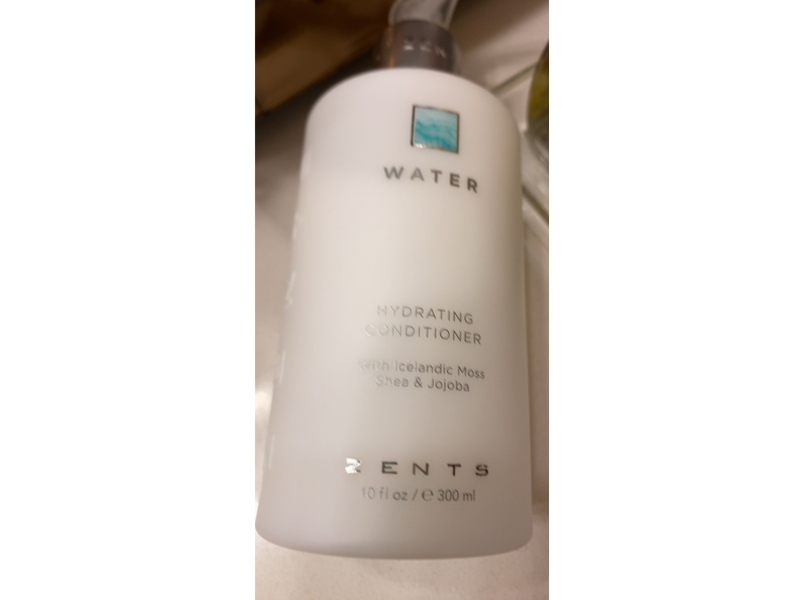 WATER
HYDRATING
CONDITIONER
with Icelandic Moss
Shea & Jojoba
ZENTS
10 fl oz / ℮ 300 ml